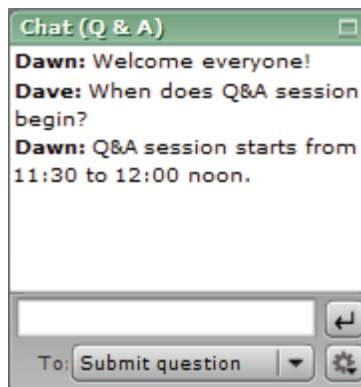 Chat (Q & A)
Dawn: Welcome everyone!
Dave: When does Q&A session
begin?
Dawn: Q&A session starts from
11:30 to 12:00 noon.
To: Submit question